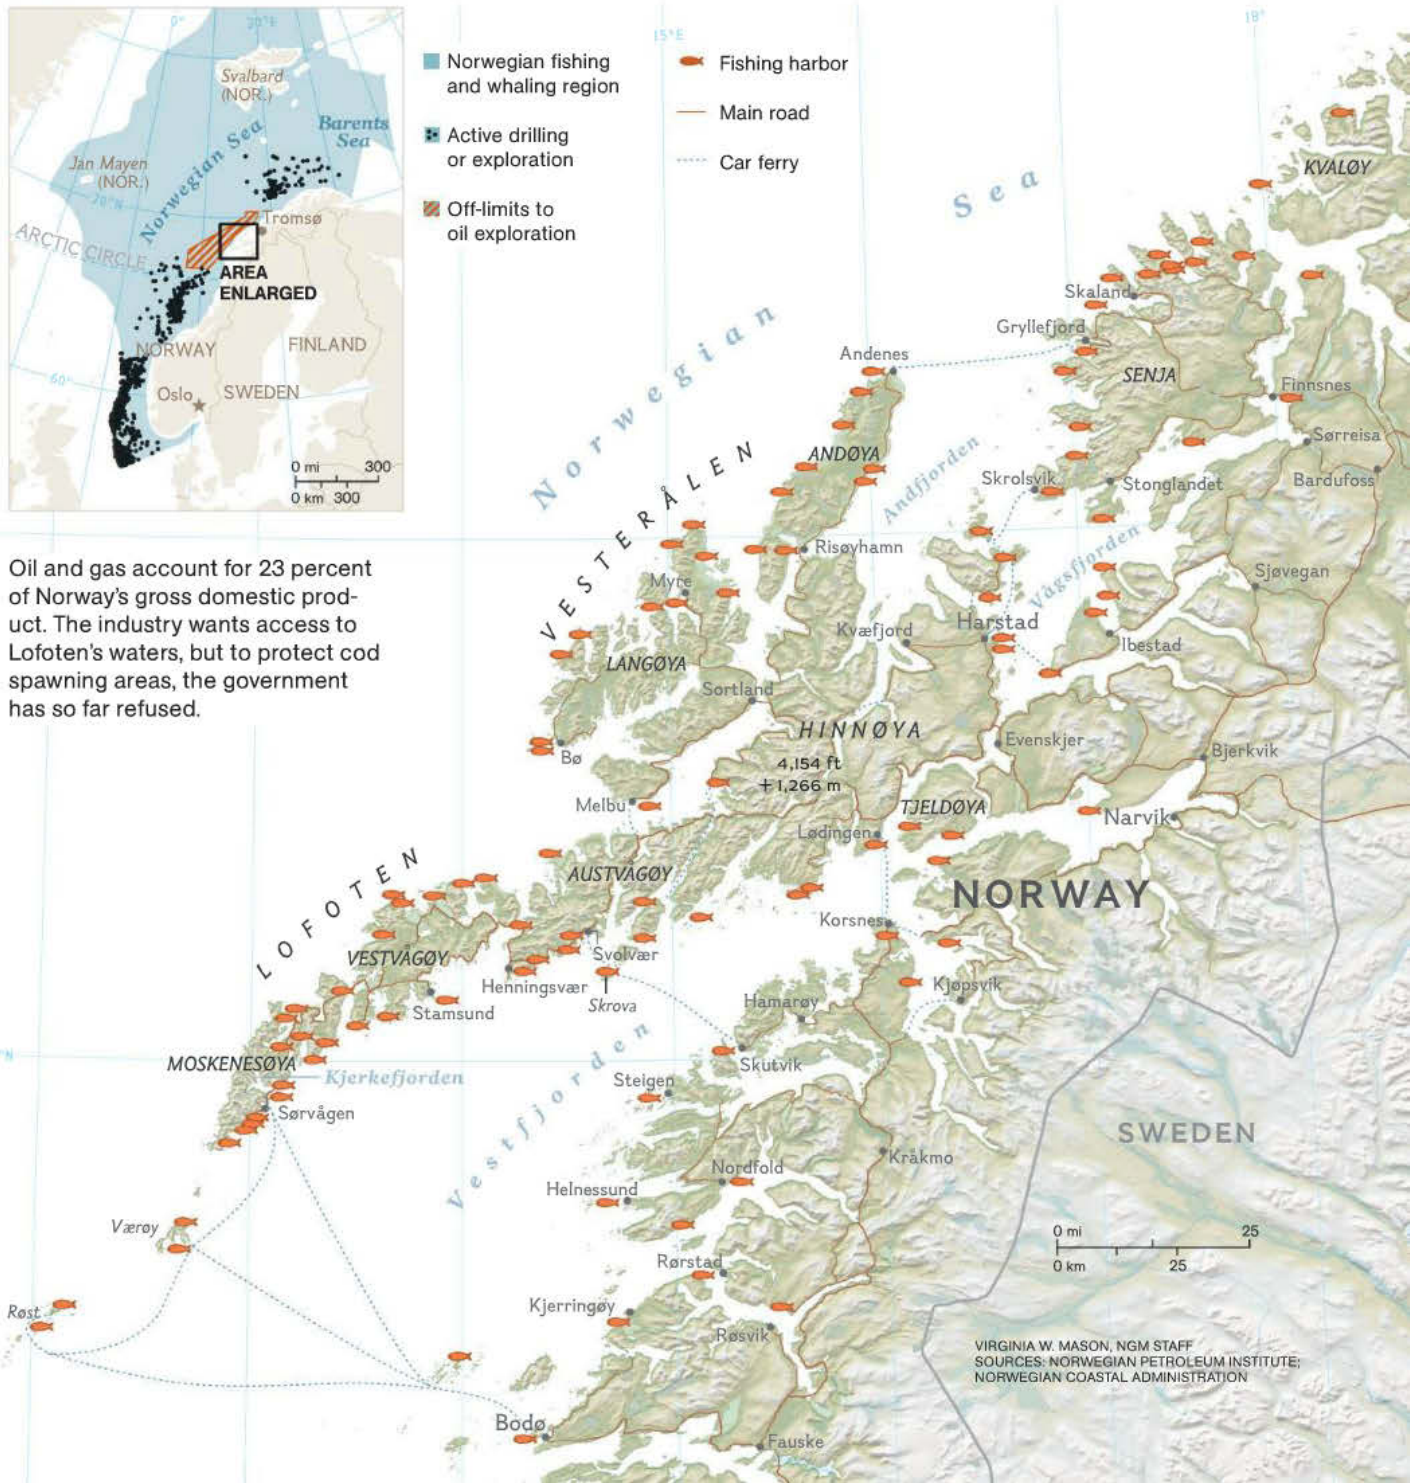 0°
20°E
Svalbard
(NOR.)
Barents
Sea
Norwegian Sea
Jan Mayen
(NOR.)
70°N
Tromsø
ARCTIC CIRCLE
AREA
ENLARGED
NORWAY
FINLAND
60°
Oslo
SWEDEN
0 mi 300
0 km 300
Norwegian fishing
and whaling region
Active drilling
or exploration
Off-limits to
oil exploration
Fishing harbor
Main road
Car ferry
15°E
18°
Oil and gas account for 23 percent
of Norway's gross domestic prod-
uct. The industry wants access to
Lofoten's waters, but to protect cod
spawning areas, the government
has so far refused.
Norwegian Sea
KVALØY
Skaland
Gryllefjord
Andenes
SENJA
Finnsnes
Sørreisa
ANDØYA
Andfjorden
Skrolsvik
Stonglandet
Bardufoss
VESTERÅLEN
Risøyhamn
Vågsfjorden
Sjøvegan
Myre
Kvæfjord
Harstad
Ibestad
LANGØYA
Sortland
HINNØYA
Evenskjer
Bjerkvik
Bø
4,154 ft
+1,266 m
Melbu
TJELDØYA
Narvik
Lødingen
LOFOTEN
AUSTVÅGØY
NORWAY
Korsnes
VESTVÅGØY
Svolvær
Henningsvær
Skrova
Kjøpsvik
Hamarøy
Stamsund
°N
MOSKENESØYA
Skutvik
Kjerkefjorden
Steigen
Sørvågen
Vestfjorden
SWEDEN
Kråkmo
Nordfold
Helnessund
Værøy
0 mi 25
0 km 25
Rørstad
Røst
Kjerringøy
Røsvik
VIRGINIA W. MASON, NGM STAFF
SOURCES: NORWEGIAN PETROLEUM INSTITUTE;
NORWEGIAN COASTAL ADMINISTRATION
Bodø
Fauske